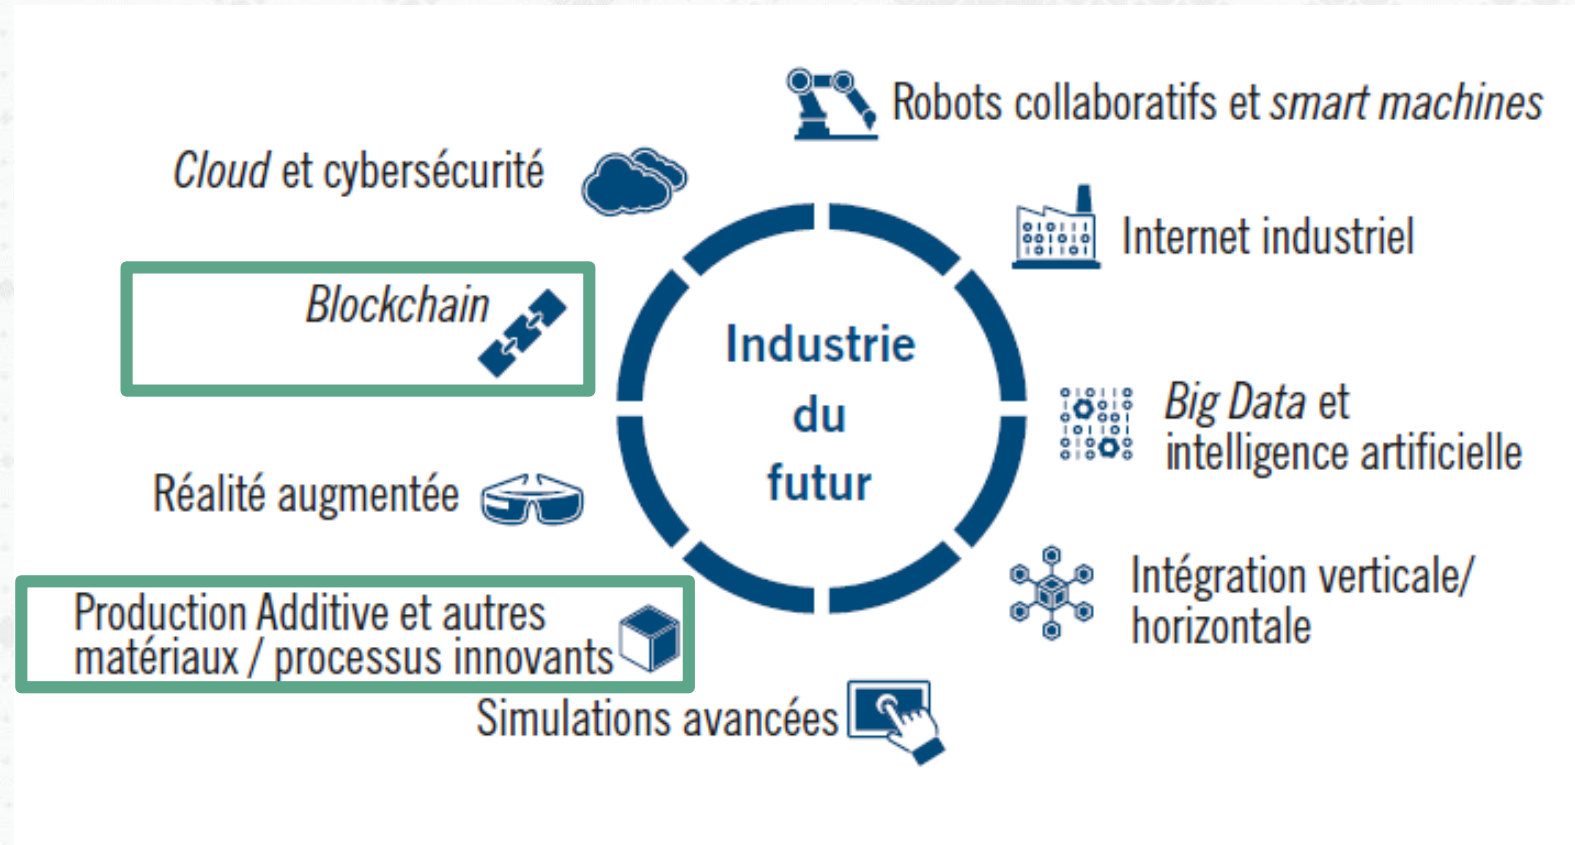 Robots collaboratifs et smart machines
Cloud et cybersécurité
Internet industriel
Blockchain
Industrie
du
futur
Big Data et
intelligence artificielle
Réalité augmentée
Intégration verticale/
horizontale
Production Additive et autres
matériaux / processus innovants
Simulations avancées